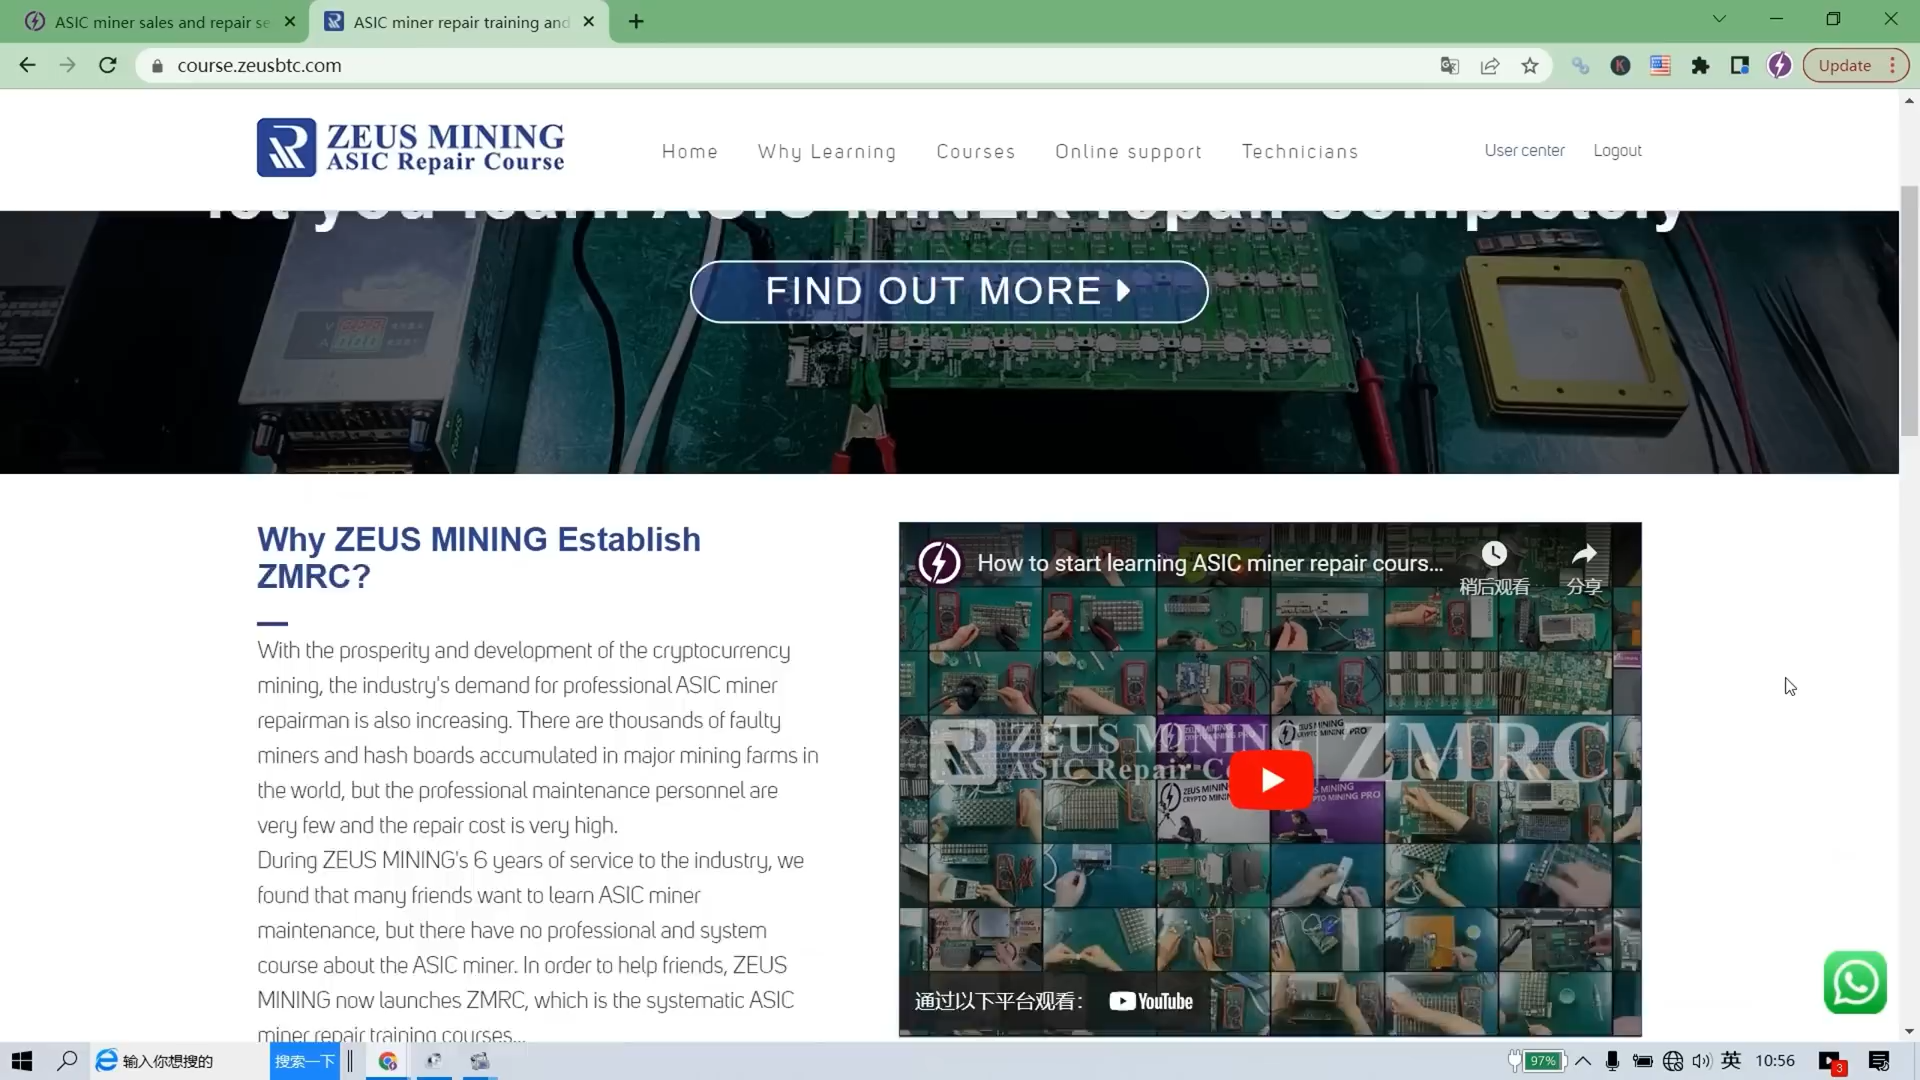 ASIC miner sales and repair se
ASIC miner repair training and
course.zeusbtc.com
Update
ZEUS MINING
ASIC Repair Course
Home
Why Learning
Courses
Online support
Technicians
User center
Logout
let you learn ASIC MINER repair completely
FIND OUT MORE
Why ZEUS MINING Establish
ZMRC?
With the prosperity and development of the cryptocurrency
mining, the industry's demand for professional ASIC miner
repairman is also increasing. There are thousands of faulty
miners and hash boards accumulated in major mining farms in
the world, but the professional maintenance personnel are
very few and the repair cost is very high.
During ZEUS MINING's 6 years of service to the industry, we
found that many friends want to learn ASIC miner
maintenance, but there have no professional and system
course about the ASIC miner. In order to help friends, ZEUS
MINING now launches ZMRC, which is the systematic ASIC
miner repair training courses...
How to start learning ASIC miner repair cours...
稍后观看
分享
ZEUS MINING
ASIC Repair
ZMRC
通过以下平台观看：
YouTube
输入你想搜的
搜索一下
97%
英
10:56
3